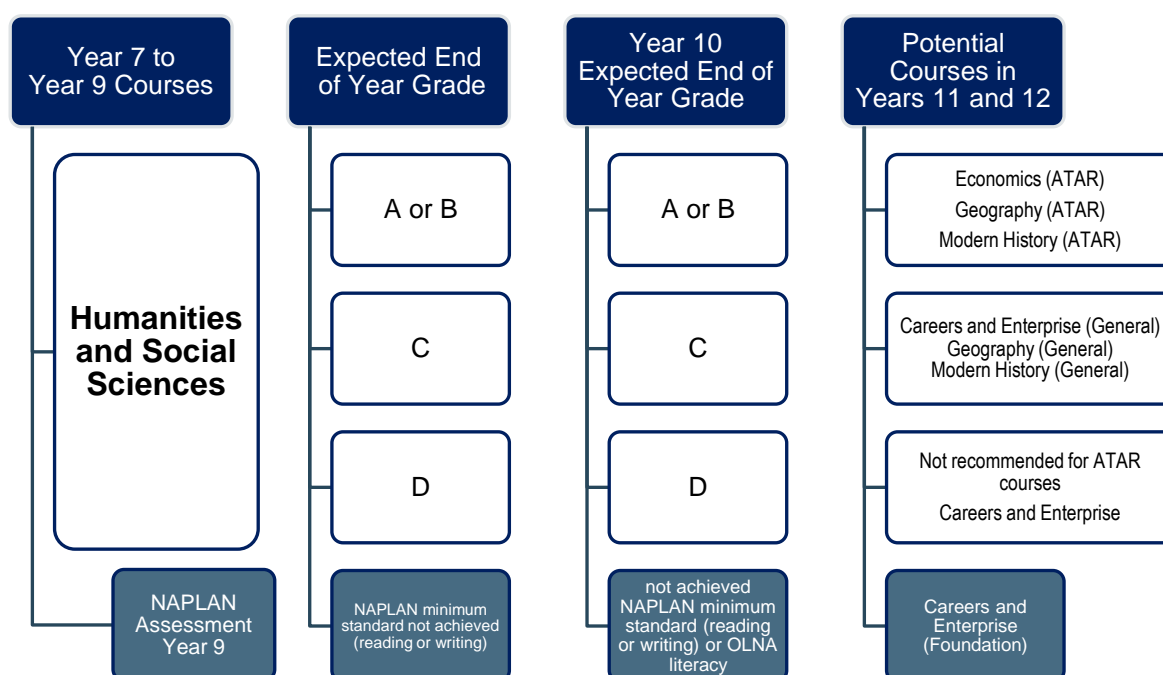 Year 7 to
Year 9 Courses
Humanities
and Social
Sciences
NAPLAN
Assessment
Year 9
Expected End
of Year Grade
A or B
C
D
NAPLAN minimum
standard not achieved
(reading or writing)
Year 10
Expected End of
Year Grade
A or B
C
D
not achieved
NAPLAN minimum
standard (reading
or writing) or OLNA
literacy
Potential
Courses in
Years 11 and 12
Economics (ATAR)
Geography (ATAR)
Modern History (ATAR)
Careers and Enterprise (General)
Geography (General)
Modern History (General)
Not recommended for ATAR
courses
Careers and Enterprise
Careers and
Enterprise
(Foundation)